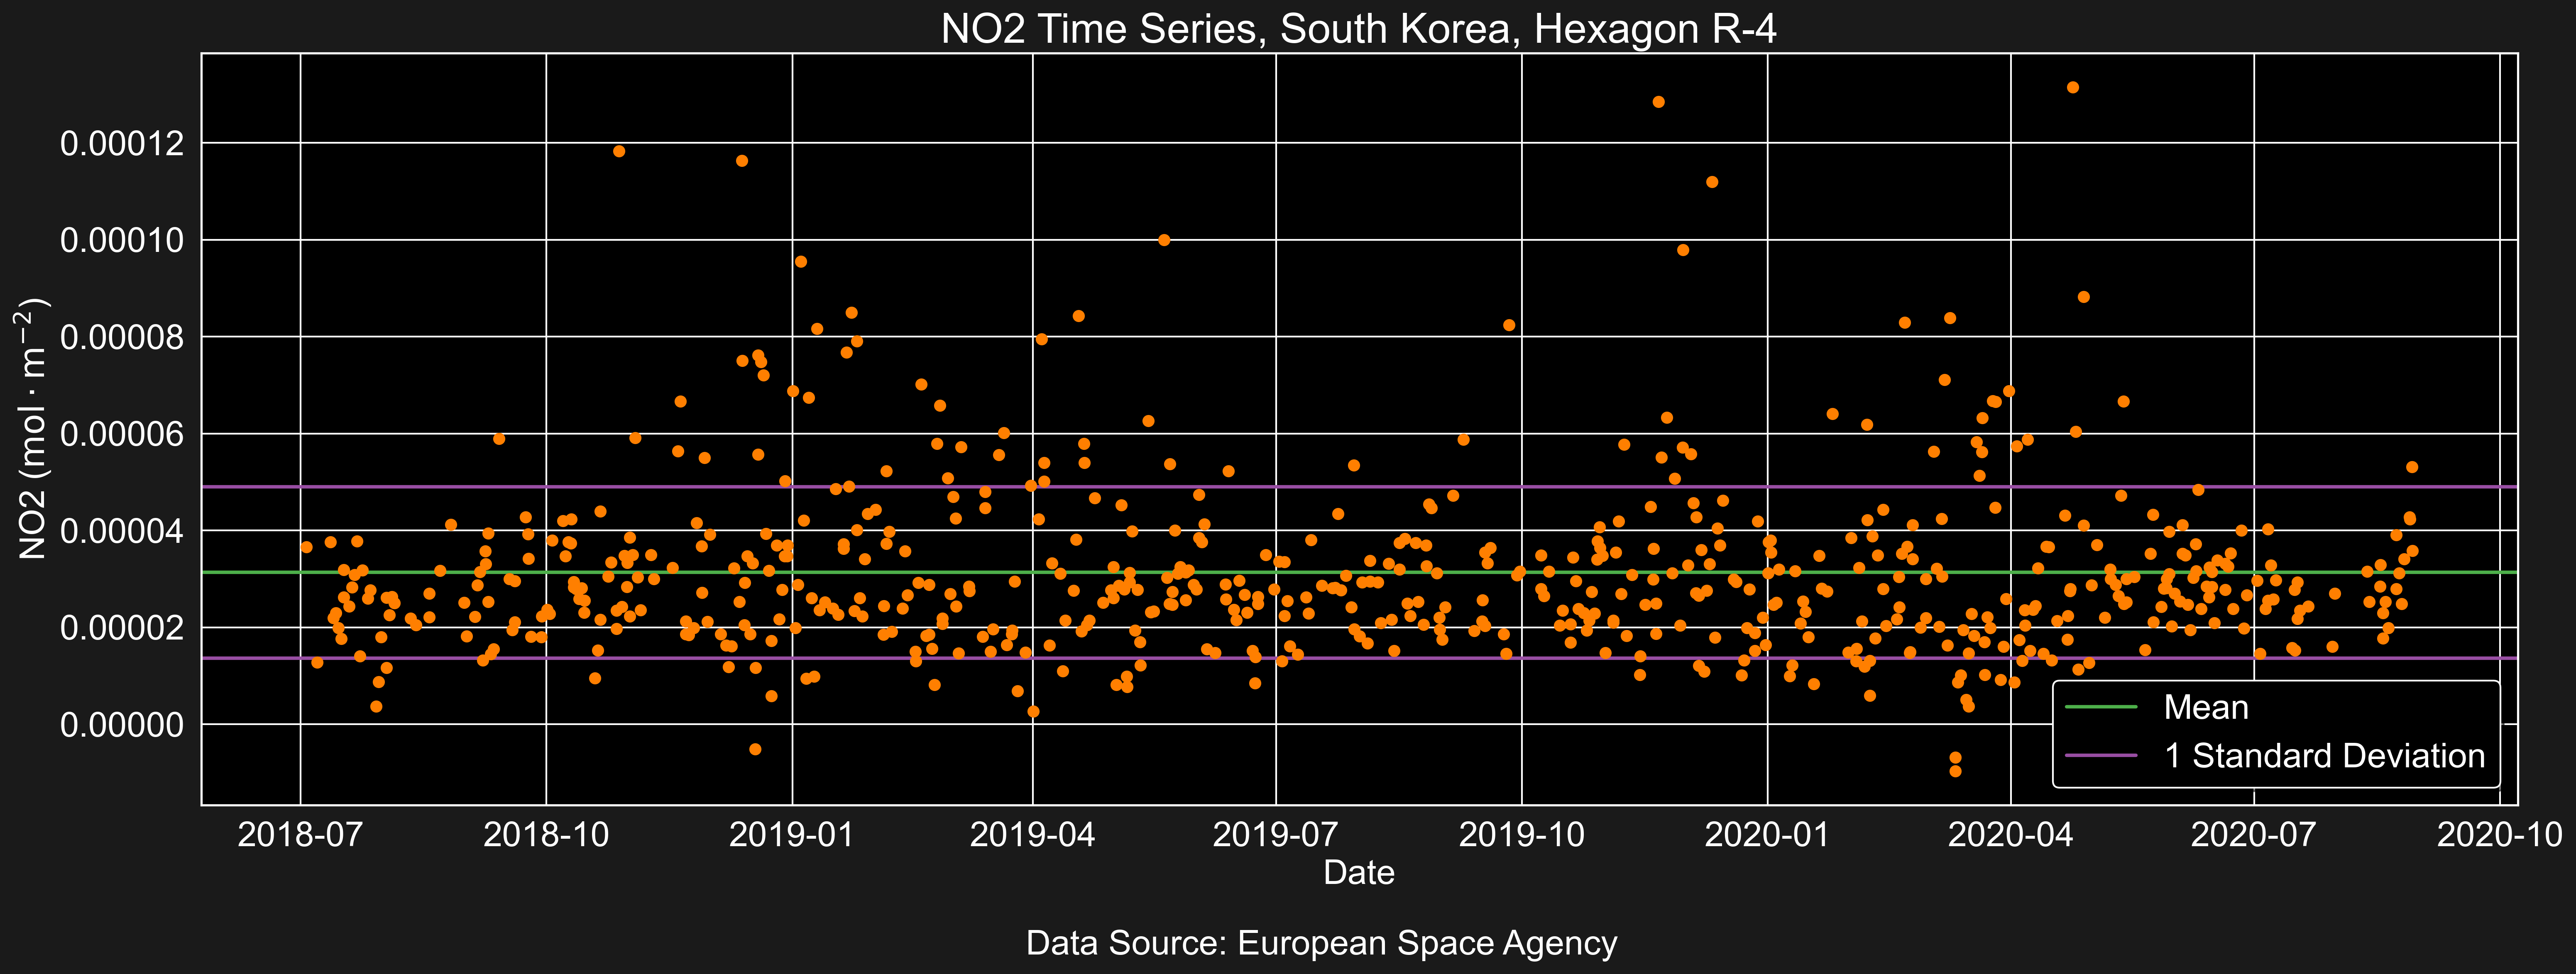 NO2 Time Series, South Korea, Hexagon R-4
NO2 (mol · m⁻²)
0.00012
0.00010
0.00008
0.00006
0.00004
0.00002
0.00000
Mean
1 Standard Deviation
2018-07 2018-10 2019-01 2019-04 2019-07 2019-10 2020-01 2020-04 2020-07 2020-10
Date
Data Source: European Space Agency